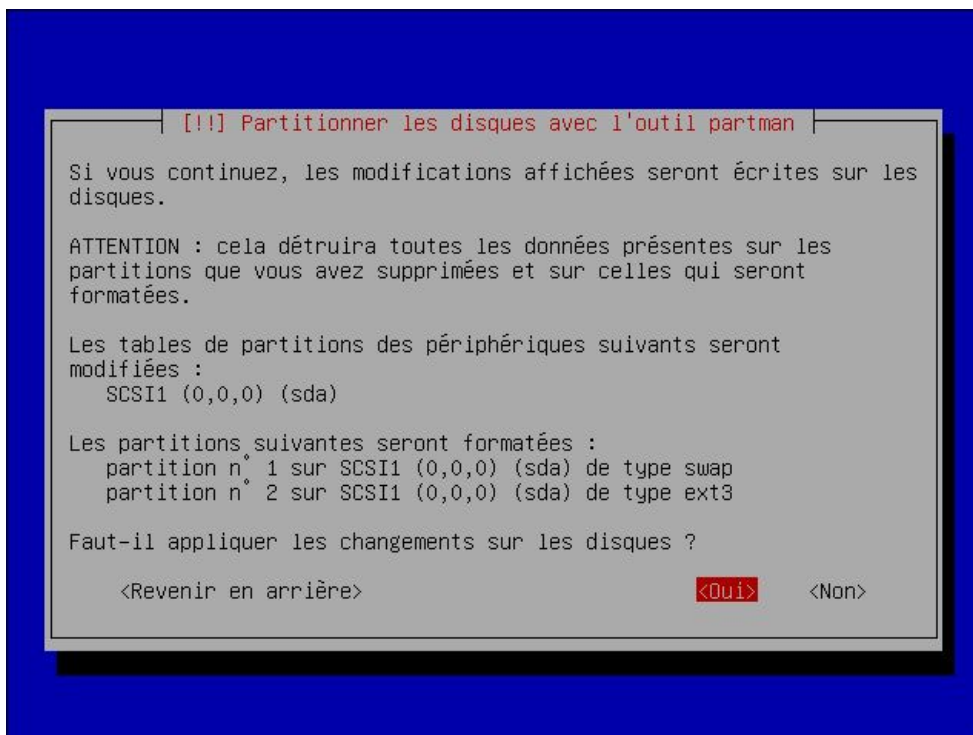 [!!] Partitionner les disques avec l'outil partman
Si vous continuez, les modifications affichées seront écrites sur les
disques.
ATTENTION : cela détruira toutes les données présentes sur les
partitions que vous avez supprimées et sur celles qui seront
formatées.
Les tables de partitions des périphériques suivants seront
modifiées :
SCSI1 (0,0,0) (sda)
Les partitions suivantes seront formatées :
partition n° 1 sur SCSI1 (0,0,0) (sda) de type swap
partition n° 2 sur SCSI1 (0,0,0) (sda) de type ext3
Faut-il appliquer les changements sur les disques ?
<Revenir en arrière> <Oui> <Non>